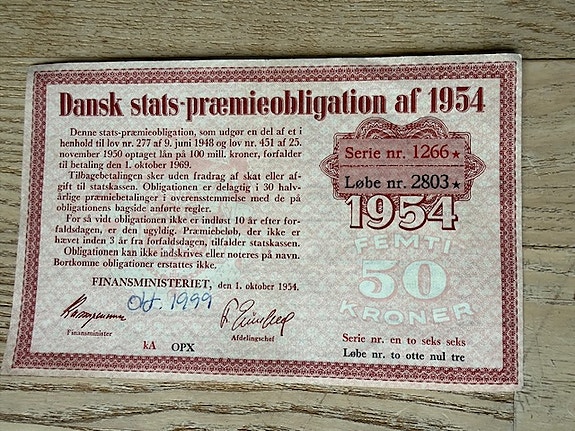 Dansk stats-præmieobligation af 1954
Denne stats-præmieobligation, som udgør en del af et i
henhold til lov nr. 277 af 9. juni 1948 og lov nr. 451 af 25.
november 1950 optaget lån på 100 mill. kroner, forfalder
til betaling den 1. oktober 1969.
Tilbagebetalingen sker uden fradrag af skat eller af-
gift til statskassen. Obligationen er delagtig i 30 halv-
årlige præmiebetalinger i overensstemmelse med de på
obligationens bagside anførte regler.
For så vidt obligationen ikke er indløst 10 år efter for-
faldsdagen, er den ugyldig. Præmiebeløb, der ikke er
hævet inden 3 år fra forfaldsdagen, tilfalder statskassen.
Obligationen kan ikke indskrives eller noteres på navn.
Bortkomne obligationer erstattes ikke.
FINANSMINISTERIET, den 1. oktober 1954.
Okt. 1999
Finansminister
Afdelingschef
kA OPX
Serie nr. 1266★
Løbe nr. 2803★
1954
FEMTI
50
KRONER
Serie nr. en to seks seks
Løbe nr. to otte nul tre